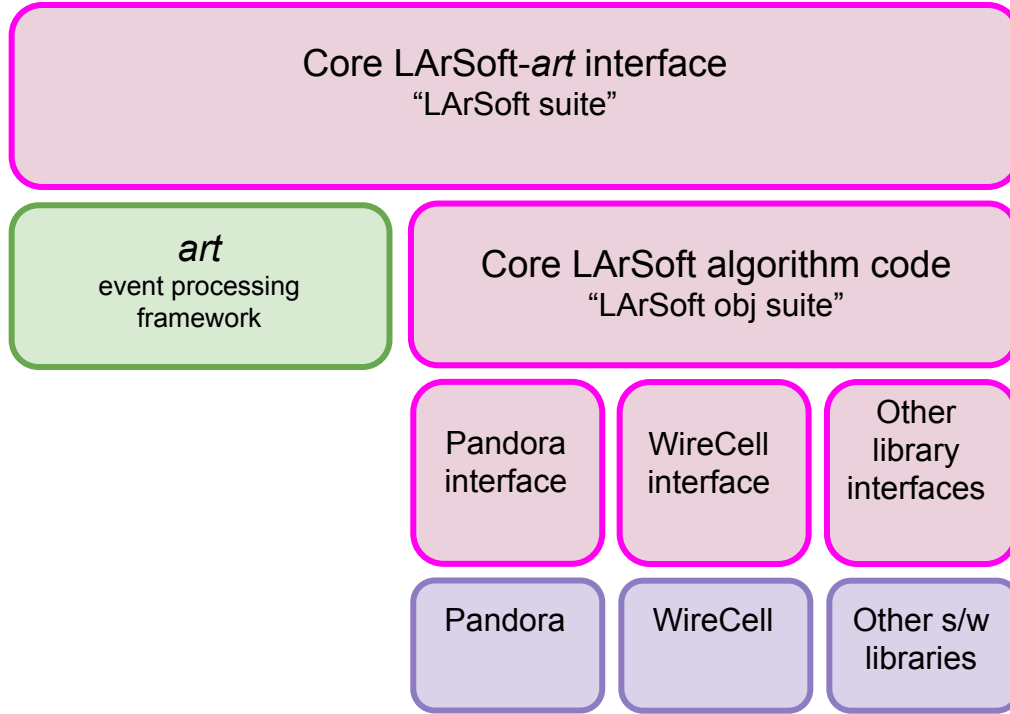 Core LArSoft-art interface
“LArSoft suite”
art
event processing
framework
Core LArSoft algorithm code
“LArSoft obj suite”
Pandora
interface
WireCell
interface
Other
library
interfaces
Pandora
WireCell
Other s/w
libraries